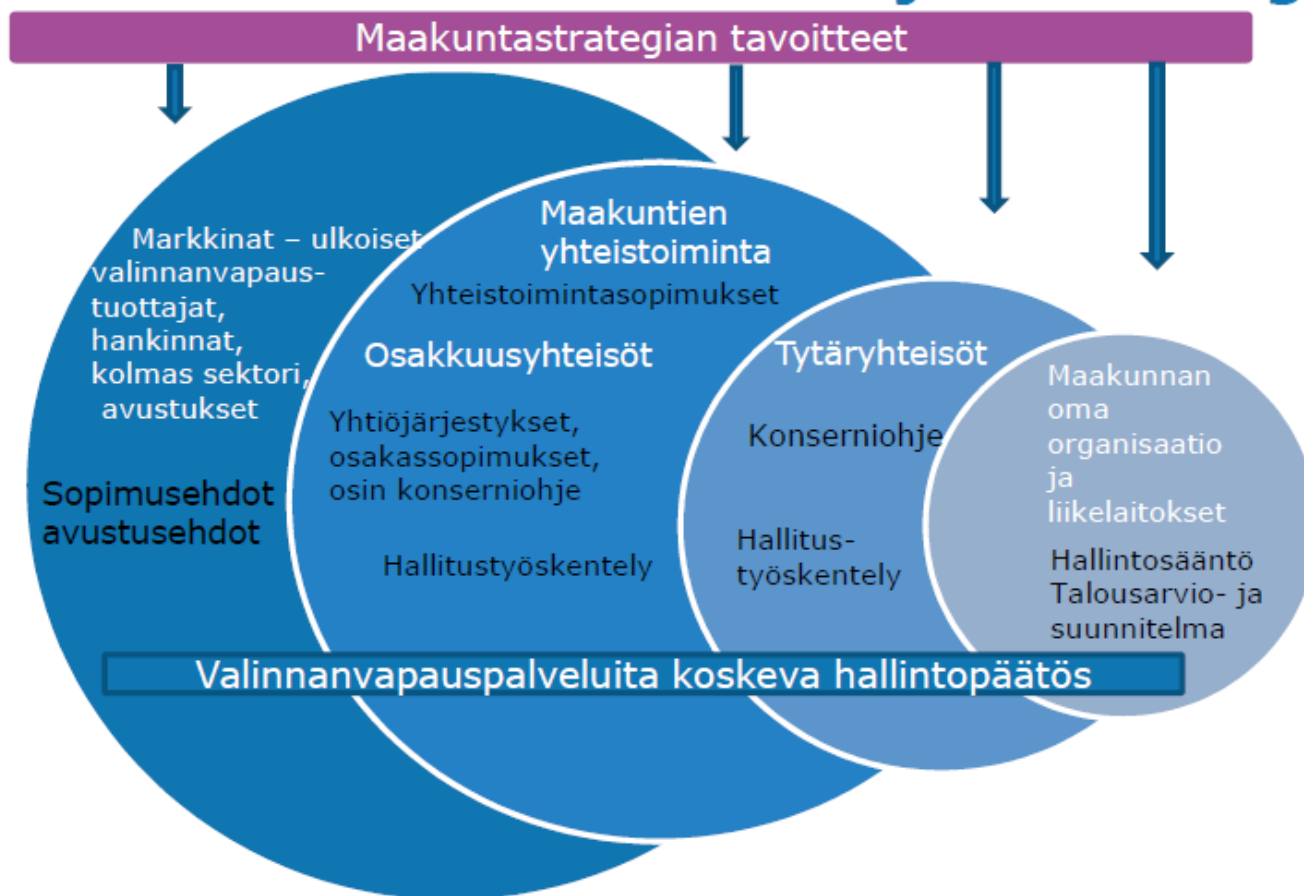 Maakuntastrategian tavoitteet
Markkinat – ulkoiset
valinnanvapaus-
tuottajat,
hankinnat,
kolmas sektori,
avustukset
Sopimusehdot
avustusehdot
Maakuntien
yhteistoiminta
Yhteistoimintasopimukset
Osakkuusyhteisöt
Yhtiöjärjestykset,
osakassopimukset,
osin konserniohje
Hallitustyöskentely
Tytäryhteisöt
Konserniohje
Hallitus-
työskentely
Maakunnan
oma
organisaatio
ja
liikelaitokset
Hallintosääntö
Talousarvio- ja
suunnitelma
Valinnanvapauspalveluita koskeva hallintopäätös